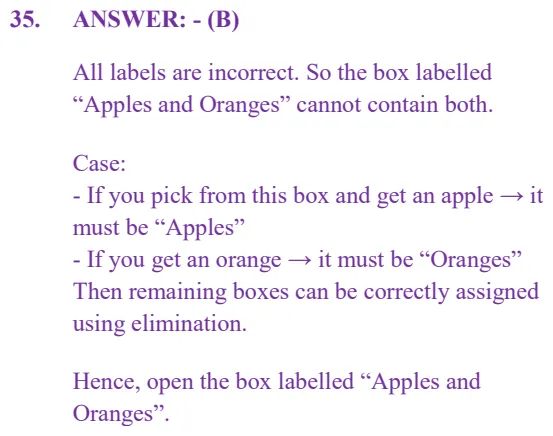 35. ANSWER: - (B)
All labels are incorrect. So the box labelled
“Apples and Oranges” cannot contain both.
Case:
- If you pick from this box and get an apple → it
must be “Apples”
- If you get an orange → it must be “Oranges”
Then remaining boxes can be correctly assigned
using elimination.
Hence, open the box labelled “Apples and
Oranges”.